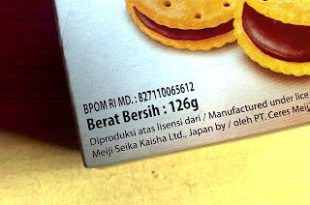 BPOM RI MD.: 827110065612
Berat Bersih : 126g
Diproduksi atas lisensi dari / Manufactured under lice
Meiji Seika Kaisha Ltd., Japan by / oleh PT. Ceres Meij